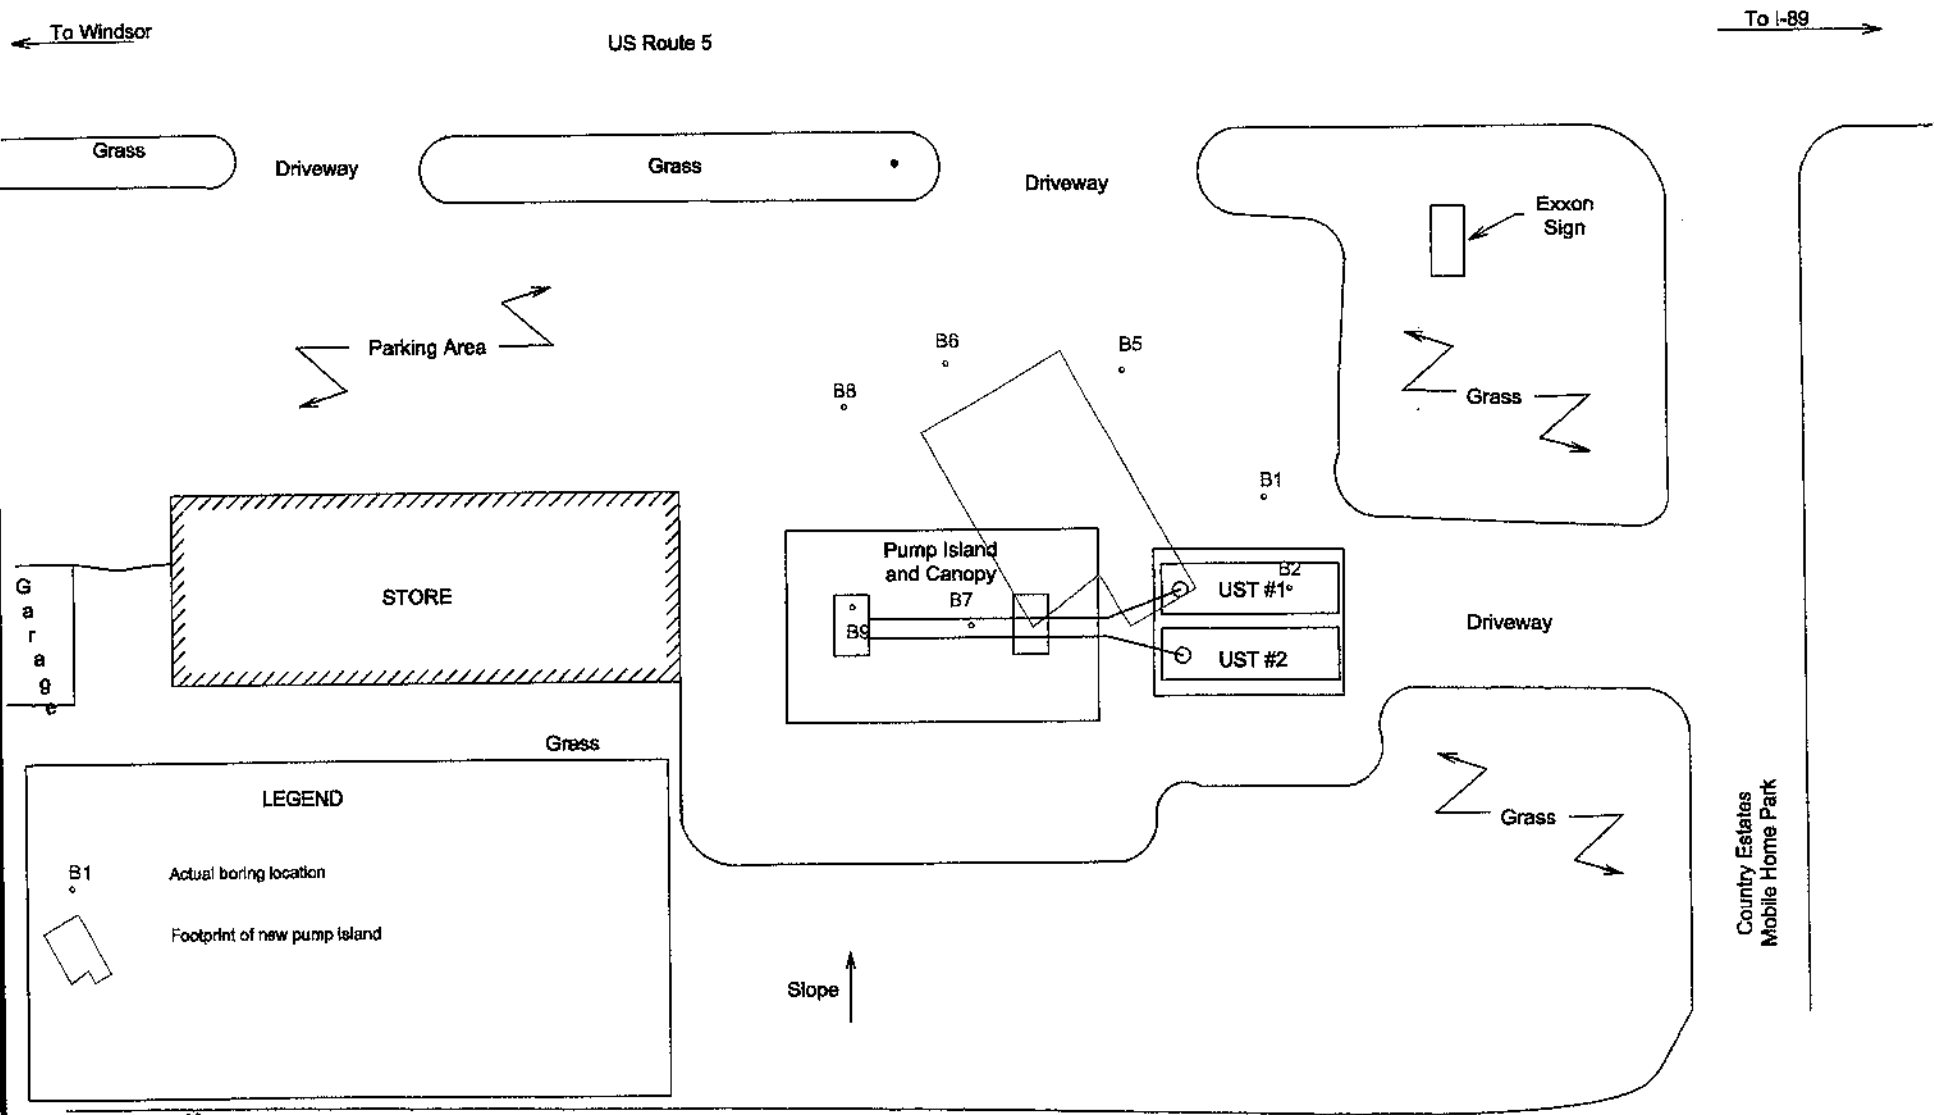 To Windsor
US Route 5
To I-89
Grass
Driveway
Grass
Driveway
Exxon
Sign
Parking Area
B6
B5
B8
Grass
B1
Pump Island
and Canopy
STORE
B7
B9
B2
UST #1
UST #2
Driveway
Garage
Grass
LEGEND
B1
Actual boring location
Footprint of new pump island
Grass
Slope
Country Estates
Mobile Home Park